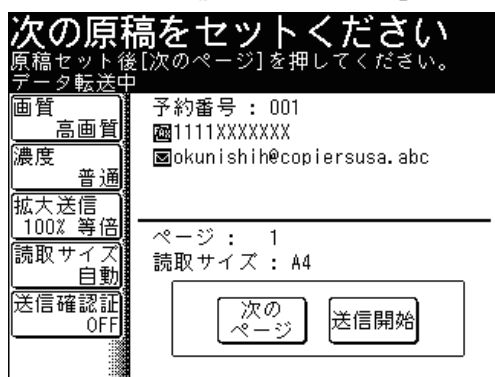 次の原稿をセットください
原稿セット後[次のページ]を押してください。
データ転送中
画質
高画質
濃度
普通
拡大送信
100% 等倍
読取サイズ
自動
送信確認証
OFF
予約番号 : 001
1111XXXXXXX
okunishih@copiersusa.abc
ページ : 1
読取サイズ : A4
次の
ページ
送信開始